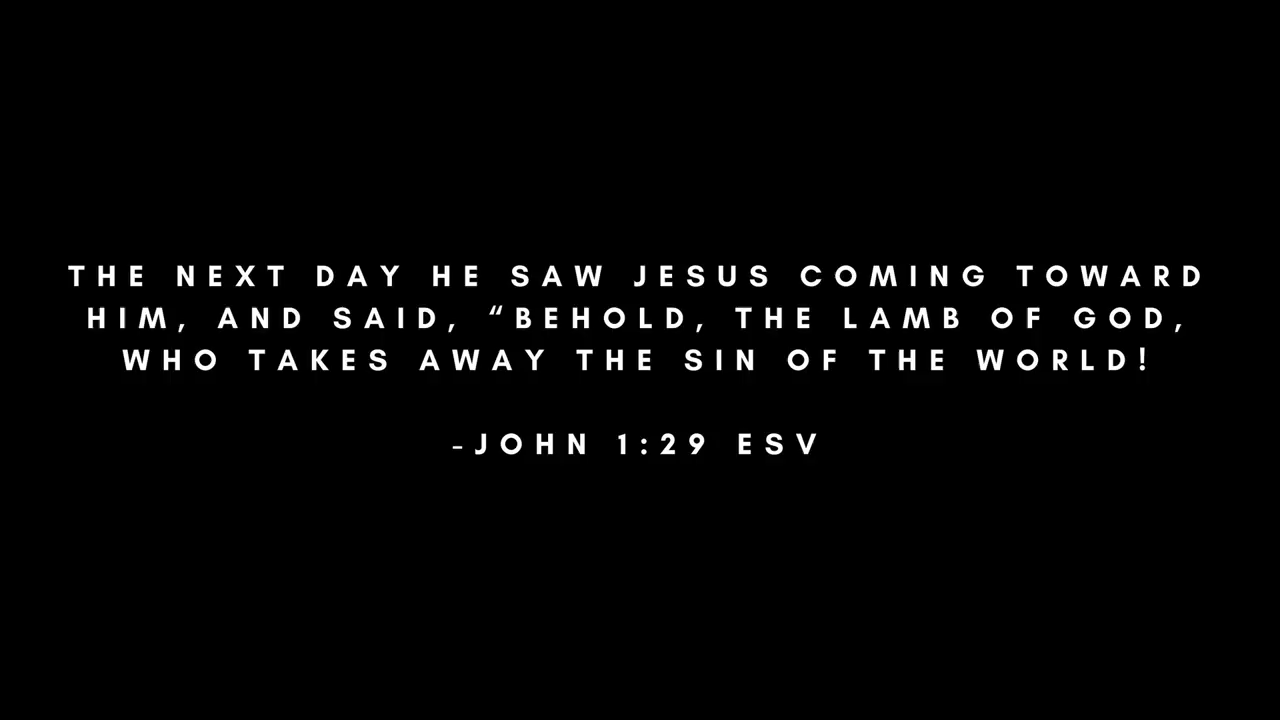 THE NEXT DAY HE SAW JESUS COMING TOWARD
HIM, AND SAID, “BEHOLD, THE LAMB OF GOD,
WHO TAKES AWAY THE SIN OF THE WORLD!
-JOHN 1:29 ESV